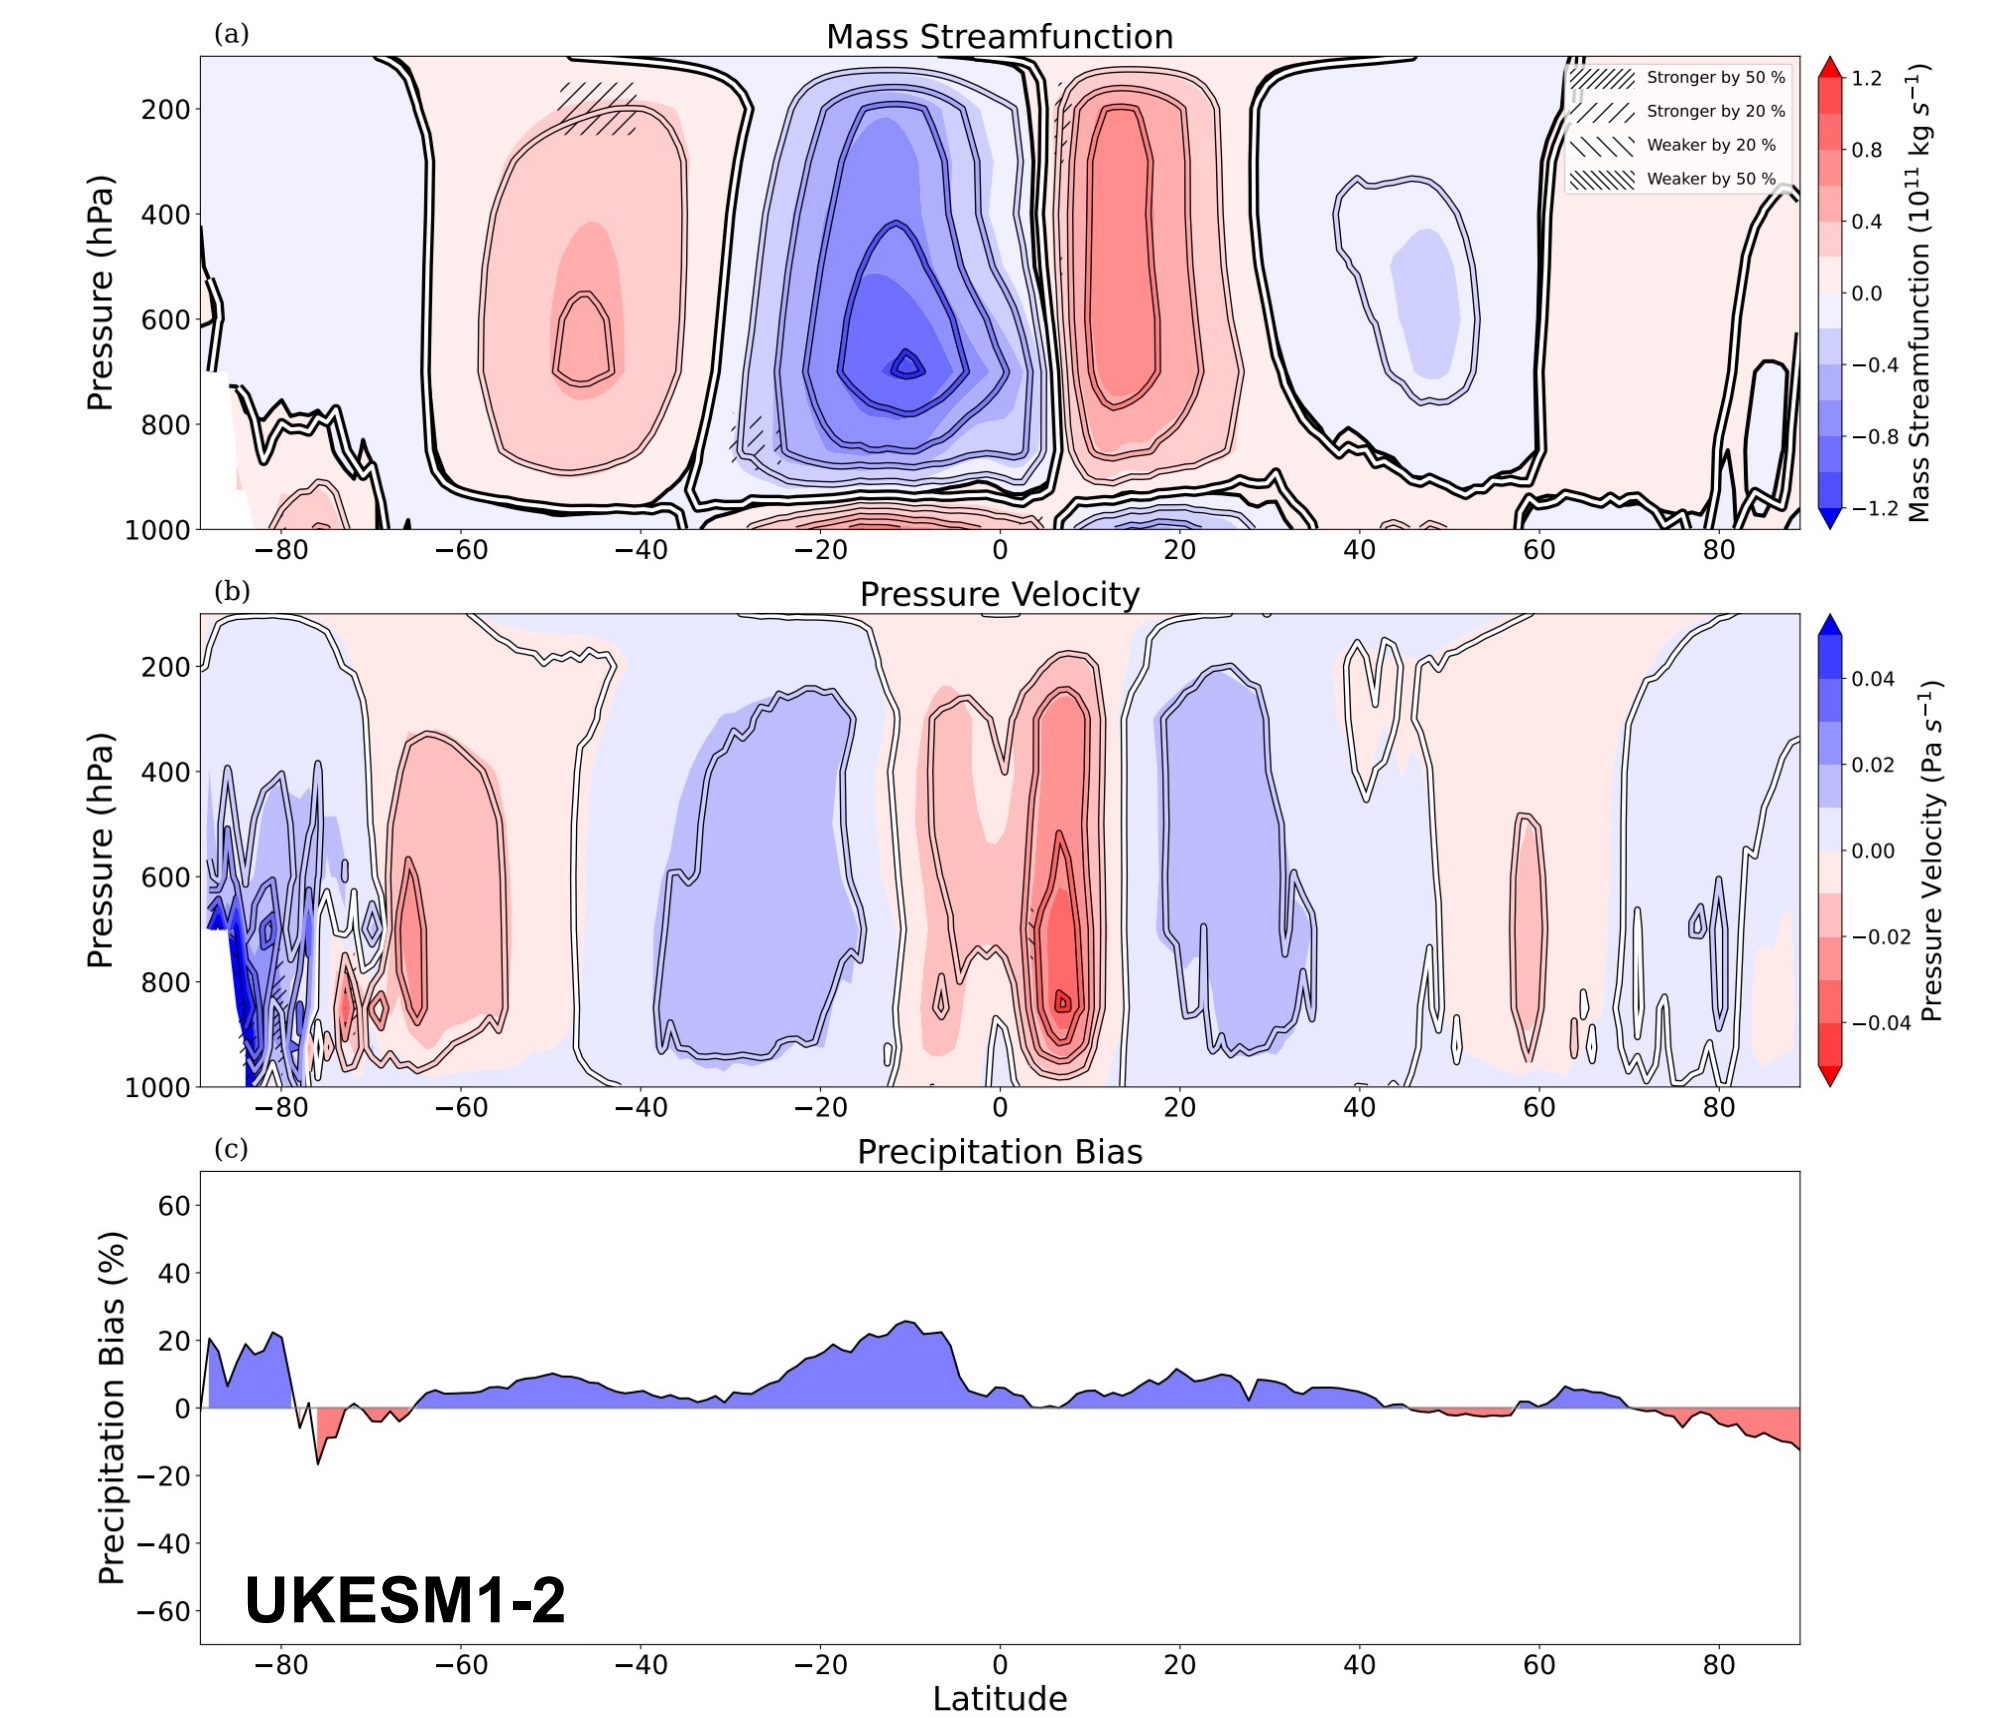 (a)
Mass Streamfunction
Stronger by 50 %
Stronger by 20 %
Weaker by 20 %
Weaker by 50 %
200
400
600
800
1000
Pressure (hPa)
−80 −60 −40 −20 0 20 40 60 80
1.2
0.8
0.4
0.0
−0.4
−0.8
−1.2
Mass Streamfunction (10¹¹ kg s⁻¹)
(b)
Pressure Velocity
200
400
600
800
1000
Pressure (hPa)
−80 −60 −40 −20 0 20 40 60 80
0.04
0.02
0.00
−0.02
−0.04
Pressure Velocity (Pa s⁻¹)
(c)
Precipitation Bias
60
40
20
0
−20
−40
−60
Precipitation Bias (%)
UKESM1-2
−80 −60 −40 −20 0 20 40 60 80
Latitude